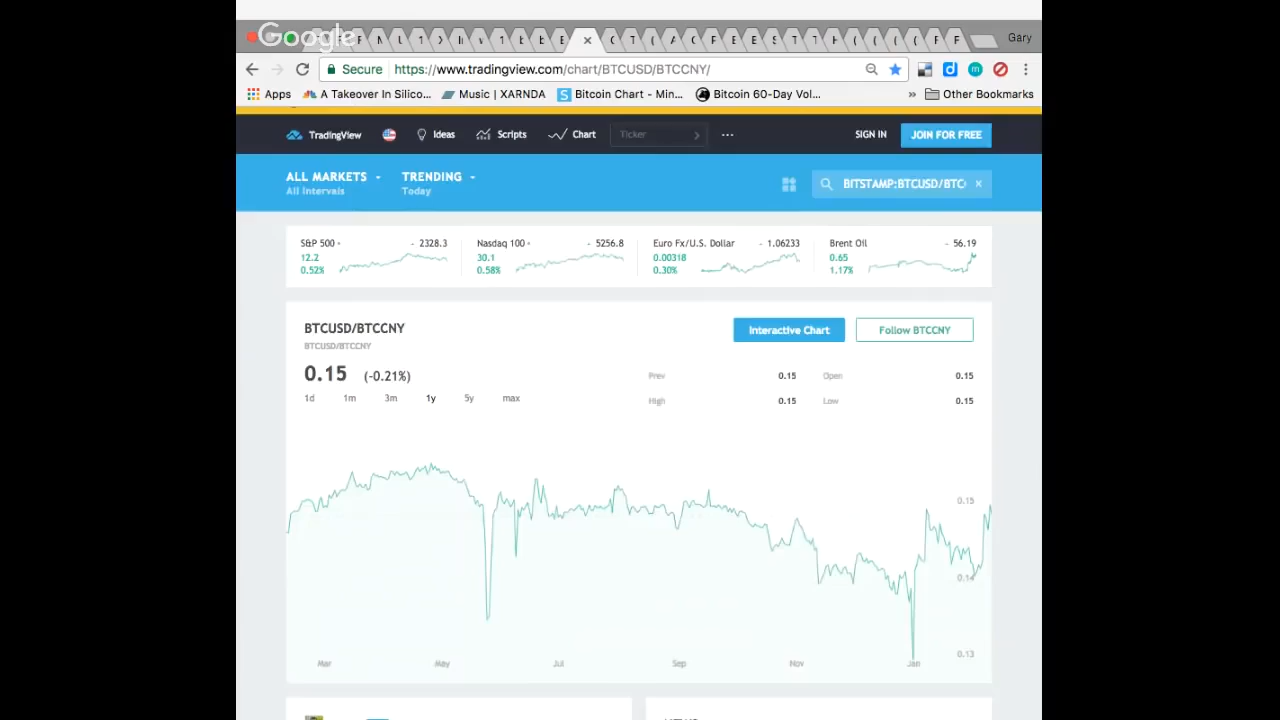 Google
Gary
Secure https://www.tradingview.com/chart/BTCUSD/BTCCNY/
Apps A Takeover In Silico... Music | XARNDA Bitcoin Chart - Min... Bitcoin 60-Day Vol... » Other Bookmarks
TradingView Ideas Scripts Chart Ticker ... SIGN IN JOIN FOR FREE
ALL MARKETS TRENDING
All Intervals Today
BITSTAMP:BTCUSD/BTC
S&P 500 - 2328.3 Nasdaq 100 - 5256.8 Euro Fx/U.S. Dollar - 1.06233 Brent Oil - 56.19
12.2 30.1 0.00318 0.65
0.52% 0.58% 0.30% 1.17%
BTCUSD/BTCCNY
Interactive Chart Follow BTCCNY
BTCUSD/BTCCNY
0.15 (-0.21%)
Prev 0.15 Open 0.15
1d 1m 3m 1y 5y max
High 0.15 Low 0.15
0.15
0.14
0.13
Mar May Jul Sep Nov Jan